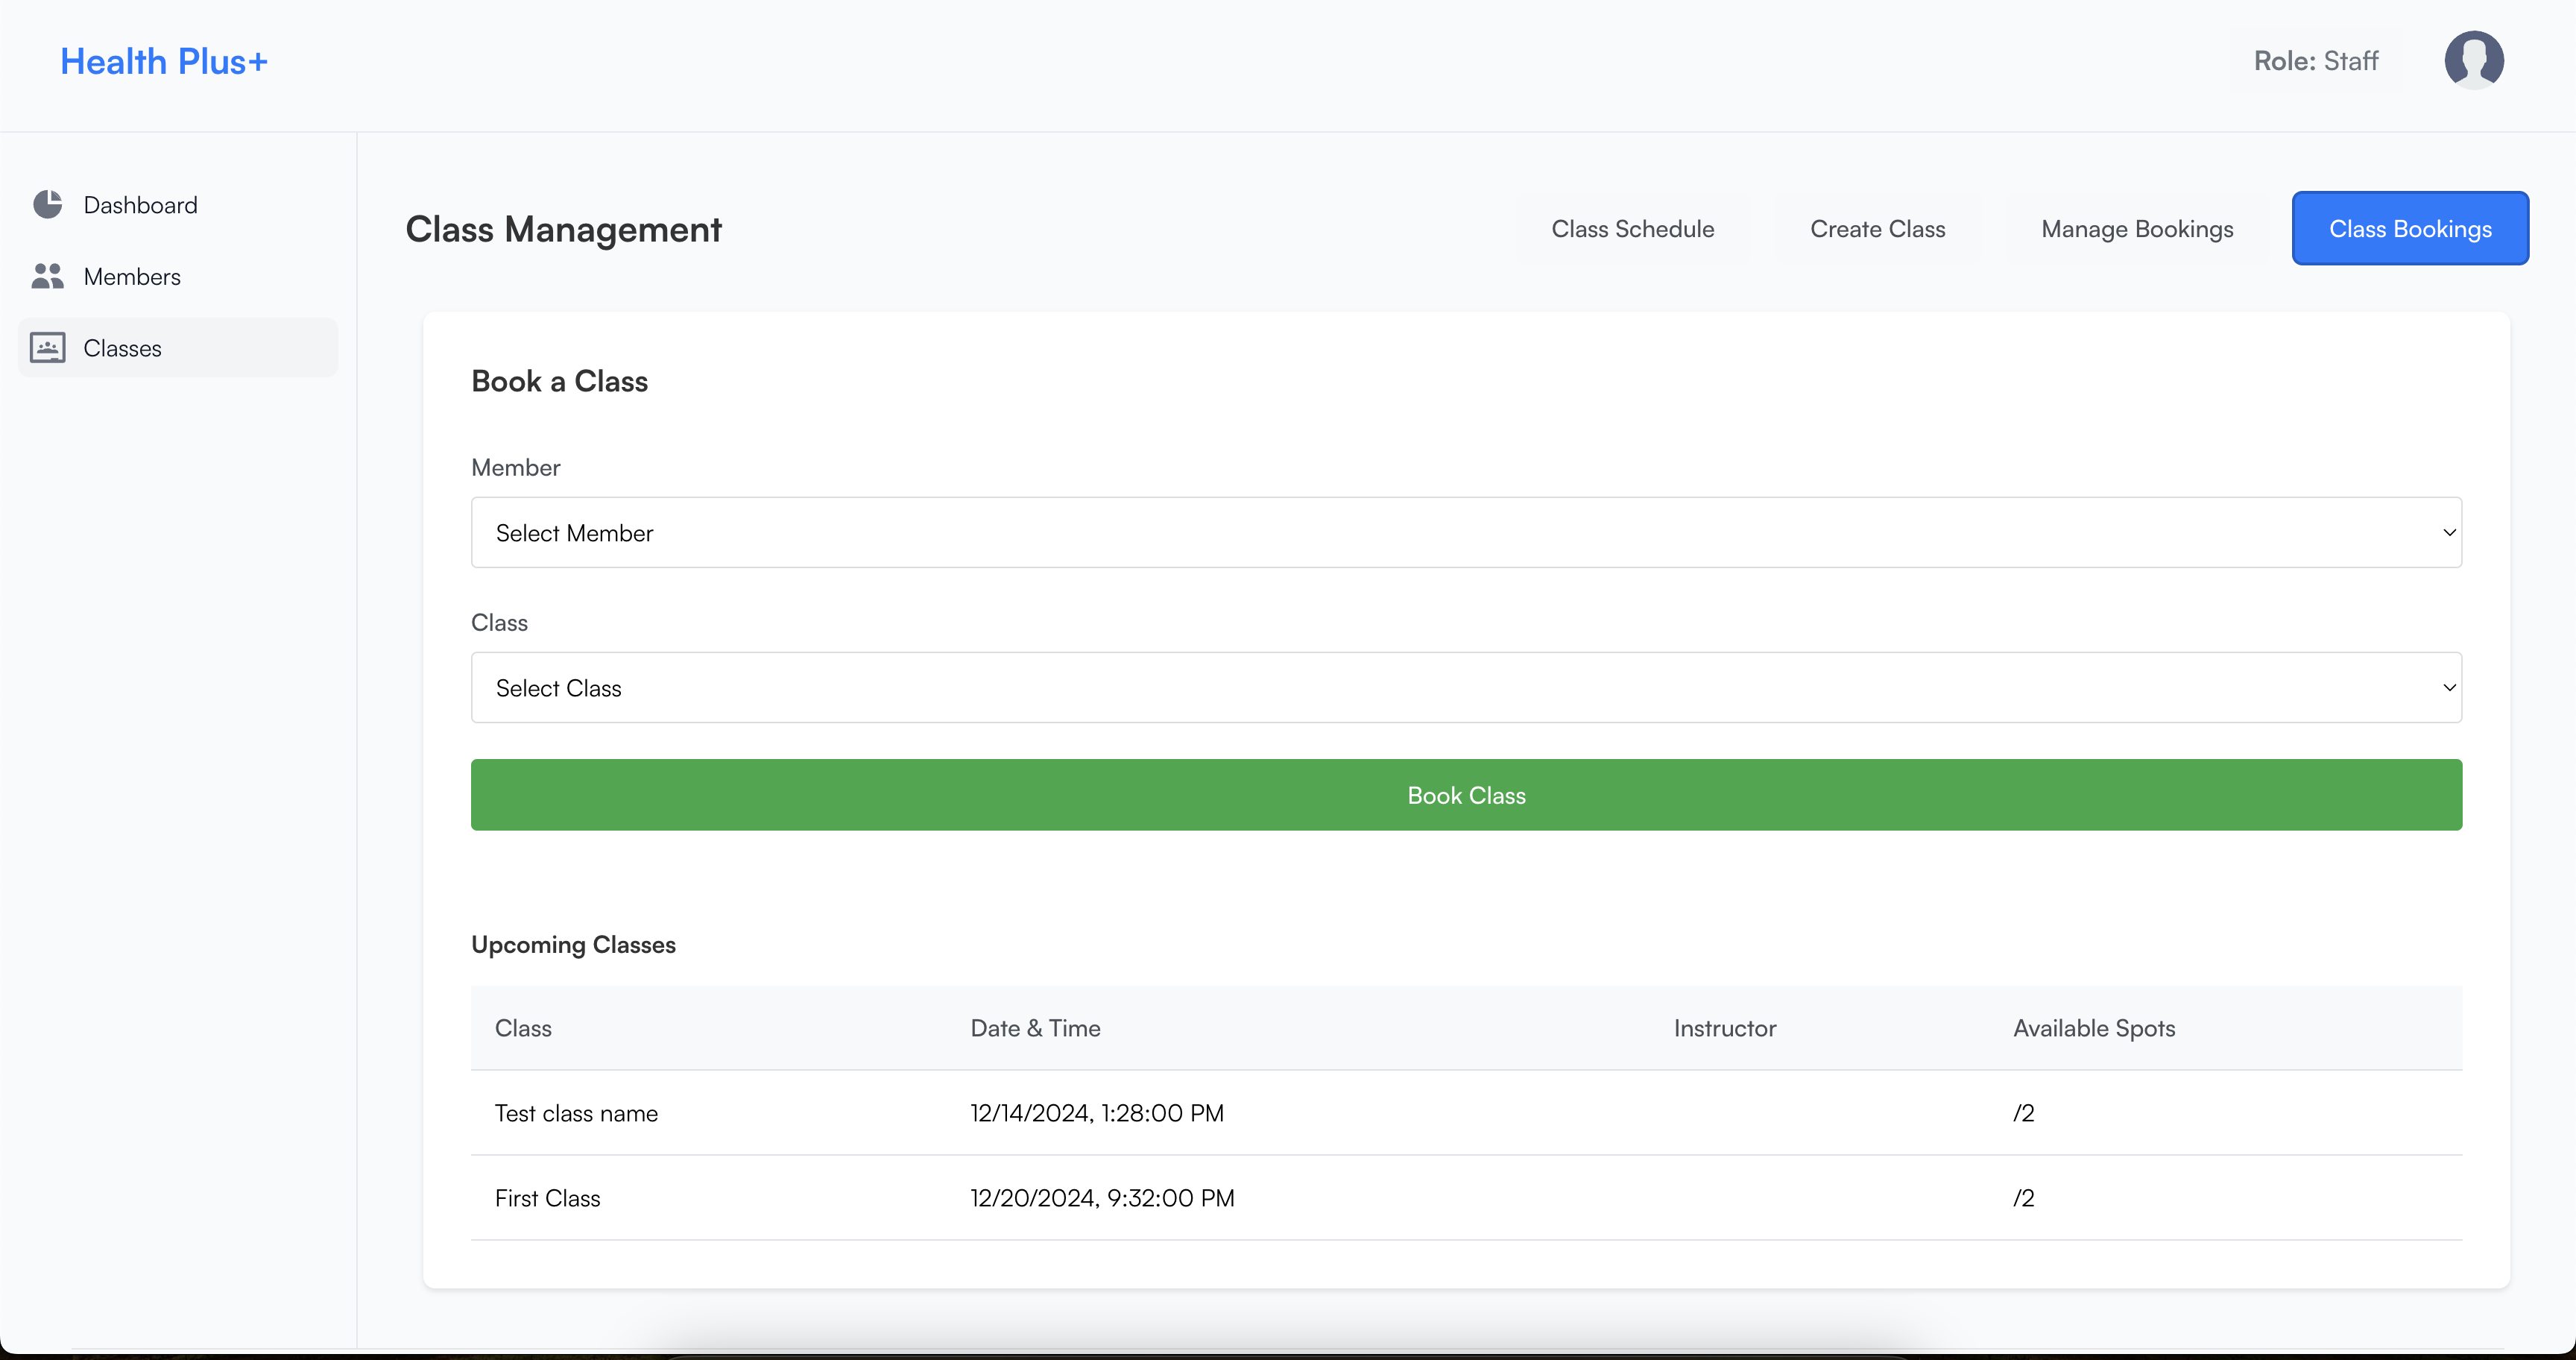 Health Plus+
Role: Staff
Dashboard
Members
Classes
Class Management
Class Schedule
Create Class
Manage Bookings
Class Bookings
Book a Class
Member
Select Member
Class
Select Class
Book Class
Upcoming Classes
Class Date & Time Instructor Available Spots
Test class name 12/14/2024, 1:28:00 PM /2
First Class 12/20/2024, 9:32:00 PM /2